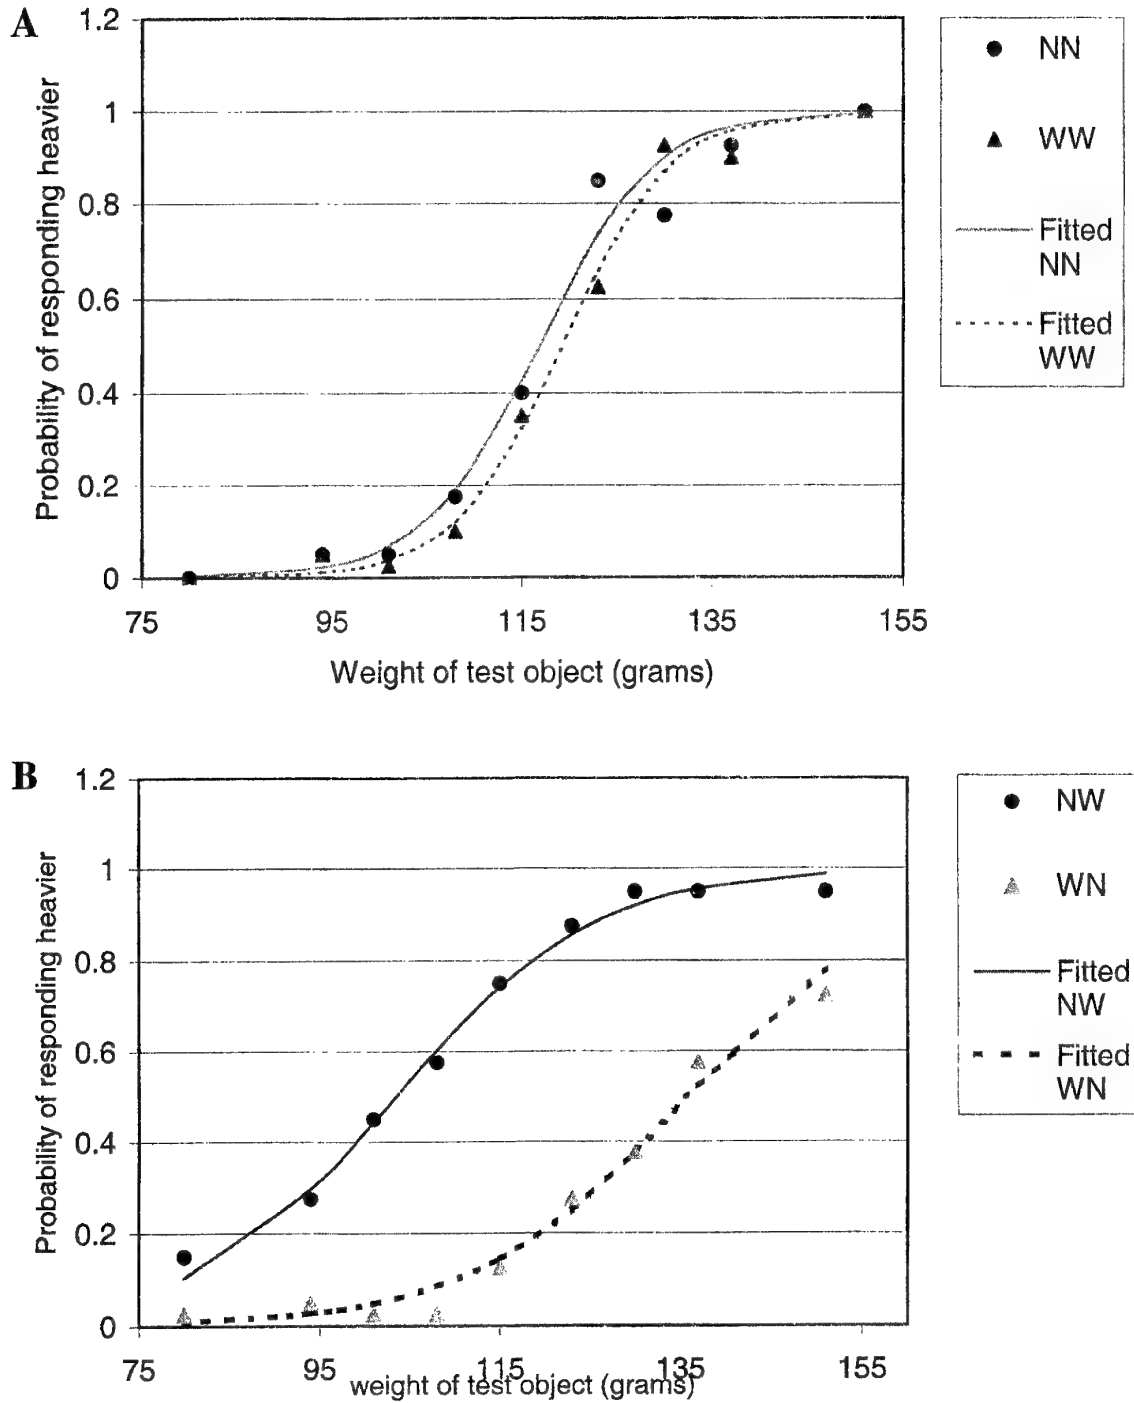 A
1.2
1
0.8
0.6
0.4
0.2
0
Probability of responding heavier
75 95 115 135 155
Weight of test object (grams)
NN
WW
Fitted
NN
Fitted
WW
B
1.2
1
0.8
0.6
0.4
0.2
0
Probability of responding heavier
75 95 115 135 155
weight of test object (grams)
NW
WN
Fitted
NW
Fitted
WN